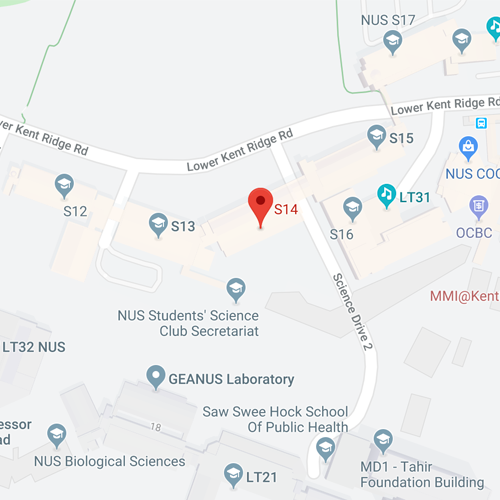 NUS S17
Lower Kent Ridge Rd
wer Kent Ridge Rd
Lower Kent Ridge Rd
S15
NUS COO
S12
S14
LT31
S13
S16
OCBC
Science Drive 2
MMI@Kent
NUS Students' Science
Club Secretariat
LT32 NUS
GEANUS Laboratory
18
Saw Swee Hock School
Of Public Health
essor
ad
NUS Biological Sciences
LT21
MD1 - Tahir
Foundation Building